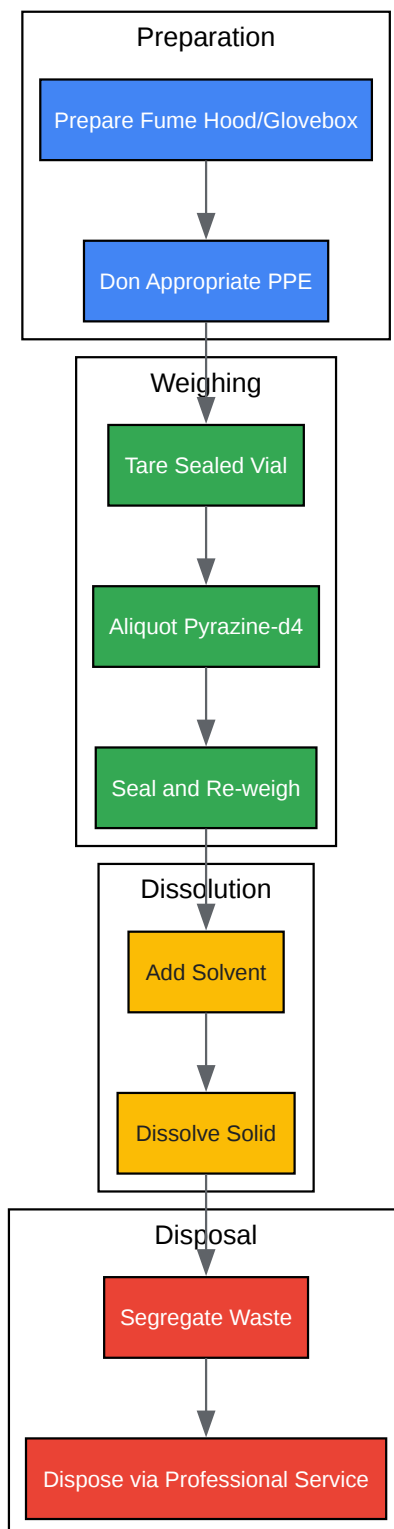 Preparation
Prepare Fume Hood/Glovebox
Don Appropriate PPE
Weighing
Tare Sealed Vial
Aliquot Pyrazine-d4
Seal and Re-weigh
Dissolution
Add Solvent
Dissolve Solid
Disposal
Segregate Waste
Dispose via Professional Service